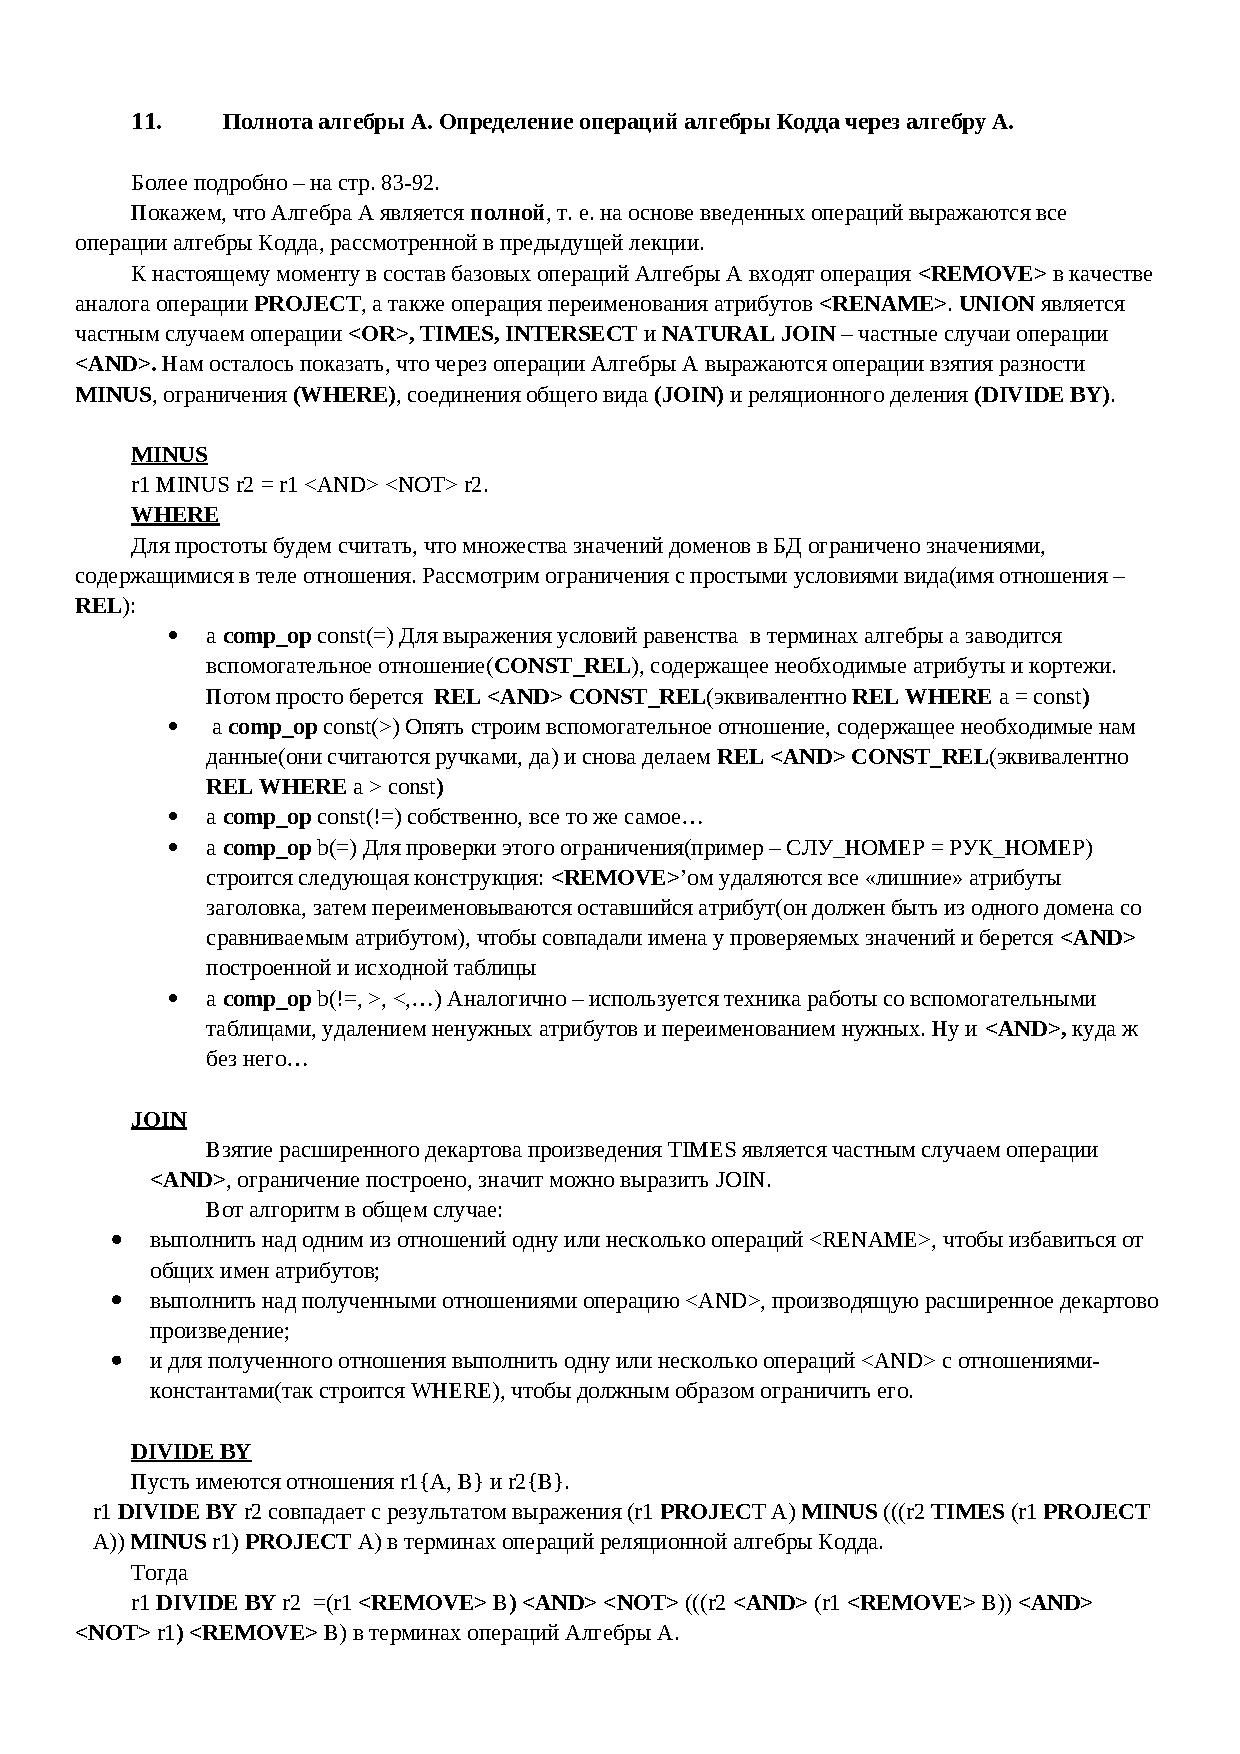 11. Полнота алгебры А. Определение операций алгебры Кодда через алгебру А.
Более подробно – на стр. 83-92.
Покажем, что Алгебра А является полной, т. е. на основе введенных операций выражаются все
операции алгебры Кодда, рассмотренной в предыдущей лекции.
К настоящему моменту в состав базовых операций Алгебры А входят операция <REMOVE> в качестве
аналога операции PROJECT, а также операция переименования атрибутов <RENAME>. UNION является
частным случаем операции <OR>, TIMES, INTERSECT и NATURAL JOIN – частные случаи операции
<AND>. Нам осталось показать, что через операции Алгебры А выражаются операции взятия разности
MINUS, ограничения (WHERE), соединения общего вида (JOIN) и реляционного деления (DIVIDE BY).
MINUS
r1 MINUS r2 = r1 <AND> <NOT> r2.
WHERE
Для простоты будем считать, что множества значений доменов в БД ограничено значениями,
содержащимися в теле отношения. Рассмотрим ограничения с простыми условиями вида(имя отношения –
REL):
• a comp_op const(=) Для выражения условий равенства  в терминах алгебры а заводится
вспомогательное отношение(CONST_REL), содержащее необходимые атрибуты и кортежи.
Потом просто берется  REL <AND> CONST_REL(эквивалентно REL WHERE a = const)
• a comp_op const(>) Опять строим вспомогательное отношение, содержащее необходимые нам
данные(они считаются ручками, да) и снова делаем REL <AND> CONST_REL(эквивалентно
REL WHERE a > const)
• a comp_op const(!=) собственно, все то же самое…
• a comp_op b(=) Для проверки этого ограничения(пример – СЛУ_НОМЕР = РУК_НОМЕР)
строится следующая конструкция: <REMOVE>’ом удаляются все «лишние» атрибуты
заголовка, затем переименовываются оставшийся атрибут(он должен быть из одного домена со
сравниваемым атрибутом), чтобы совпадали имена у проверяемых значений и берется <AND>
построенной и исходной таблицы
• a comp_op b(!=, >, <,…) Аналогично – используется техника работы со вспомогательными
таблицами, удалением ненужных атрибутов и переименованием нужных. Ну и <AND>, куда ж
без него…
JOIN
Взятие расширенного декартова произведения TIMES является частным случаем операции
<AND>, ограничение построено, значит можно выразить JOIN.
Вот алгоритм в общем случае:
• выполнить над одним из отношений одну или несколько операций <RENAME>, чтобы избавиться от
общих имен атрибутов;
• выполнить над полученными отношениями операцию <AND>, производящую расширенное декартово
произведение;
• и для полученного отношения выполнить одну или несколько операций <AND> с отношениями-
константами(так строится WHERE), чтобы должным образом ограничить его.
DIVIDE BY
Пусть имеются отношения r1{A, B} и r2{B}.
r1 DIVIDE BY r2 совпадает с результатом выражения (r1 PROJECT A) MINUS (((r2 TIMES (r1 PROJECT
A)) MINUS r1) PROJECT A) в терминах операций реляционной алгебры Кодда.
Тогда
r1 DIVIDE BY r2  =(r1 <REMOVE> B) <AND> <NOT> (((r2 <AND> (r1 <REMOVE> B)) <AND>
<NOT> r1) <REMOVE> B) в терминах операций Алгебры А.